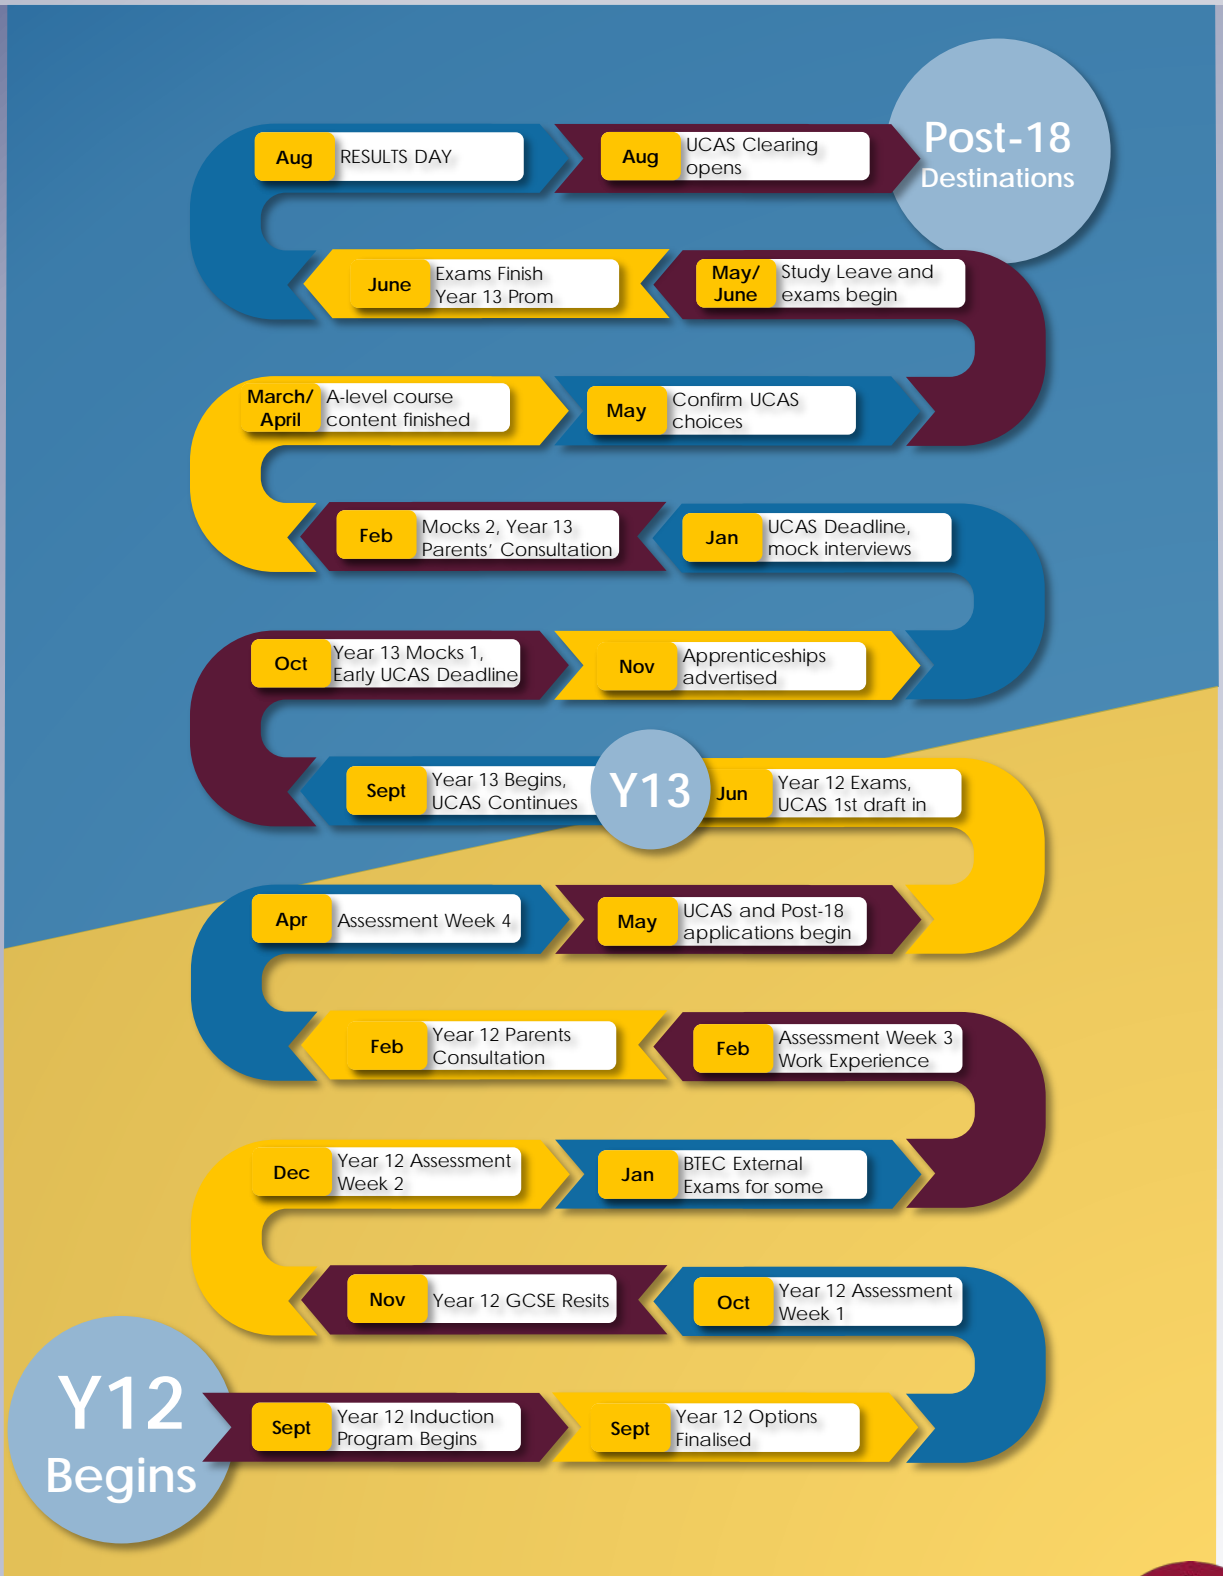 Post-18
Destinations
Aug
RESULTS DAY
Aug
UCAS Clearing
opens
June
Exams Finish
Year 13 Prom
May/
June
Study Leave and
exams begin
March/
April
A-level course
content finished
May
Confirm UCAS
choices
Feb
Mocks 2, Year 13
Parents’ Consultation
Jan
UCAS Deadline,
mock interviews
Oct
Year 13 Mocks 1,
Early UCAS Deadline
Nov
Apprenticeships
advertised
Sept
Year 13 Begins,
UCAS Continues
Y13
Jun
Year 12 Exams,
UCAS 1st draft in
Apr
Assessment Week 4
May
UCAS and Post-18
applications begin
Feb
Year 12 Parents
Consultation
Feb
Assessment Week 3
Work Experience
Dec
Year 12 Assessment
Week 2
Jan
BTEC External
Exams for some
Nov
Year 12 GCSE Resits
Oct
Year 12 Assessment
Week 1
Y12
Begins
Sept
Year 12 Induction
Program Begins
Sept
Year 12 Options
Finalised